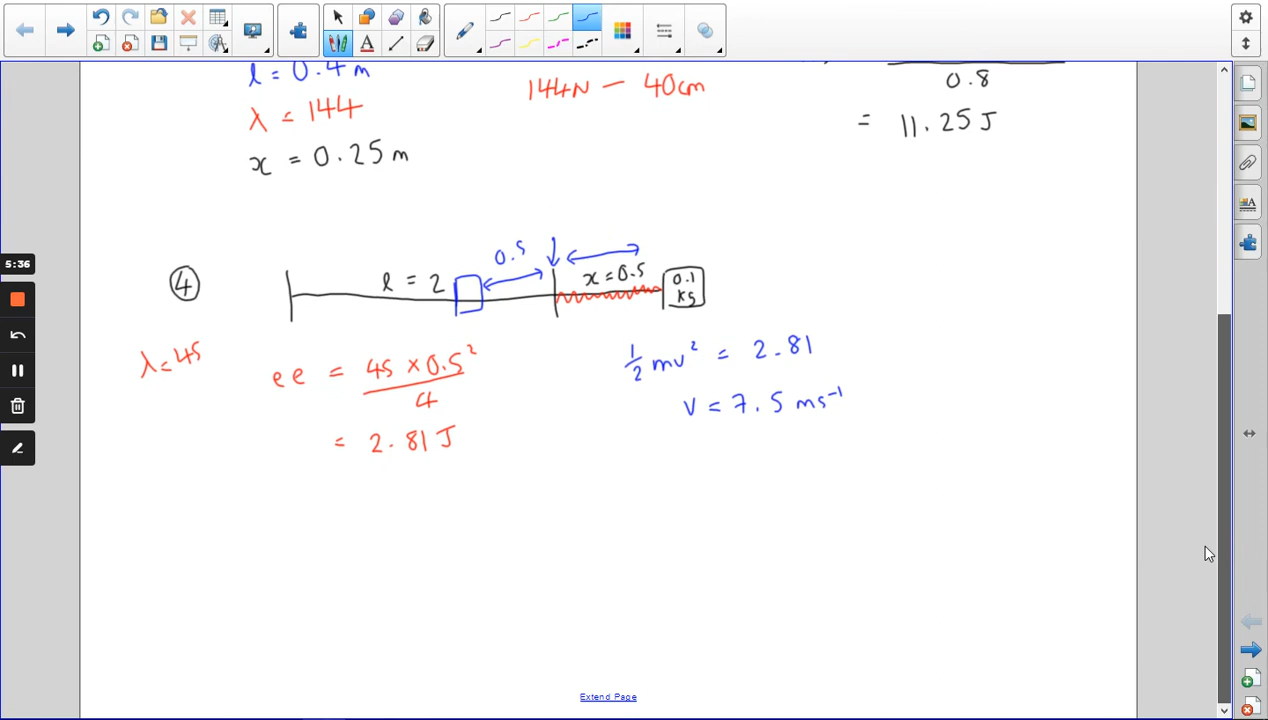 l = 0.4 m
λ = 144
x = 0.25 m
144N — 40cm
0.8
= 11.25 J
5:36
④
l = 2
0.5
x = 0.5
0.1
kg
λ = 45
ee = 45 × 0.5²
4
= 2.81 J
½ mv² = 2.81
v = 7.5 ms⁻¹
Extend Page